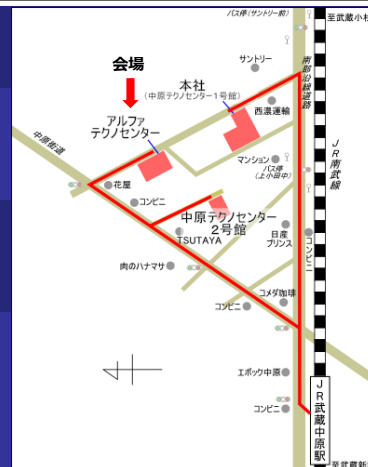 バス停(サントリー前)
至武蔵小杉
サントリー
南部沿線道路
会場
本社
(中原テクノセンター1号館)
西濃運輸
アルファ
テクノセンター
中原街道
JR南武線
マンション
バス停
(上小田中)
花屋
コンビニ
中原テクノセンター
2号館
TSUTAYA
日産
プリンス
コンビニ
肉のハナマサ
コメダ珈琲
コンビニ
エポック中原
コンビニ
JR武蔵中原駅
至武蔵新城